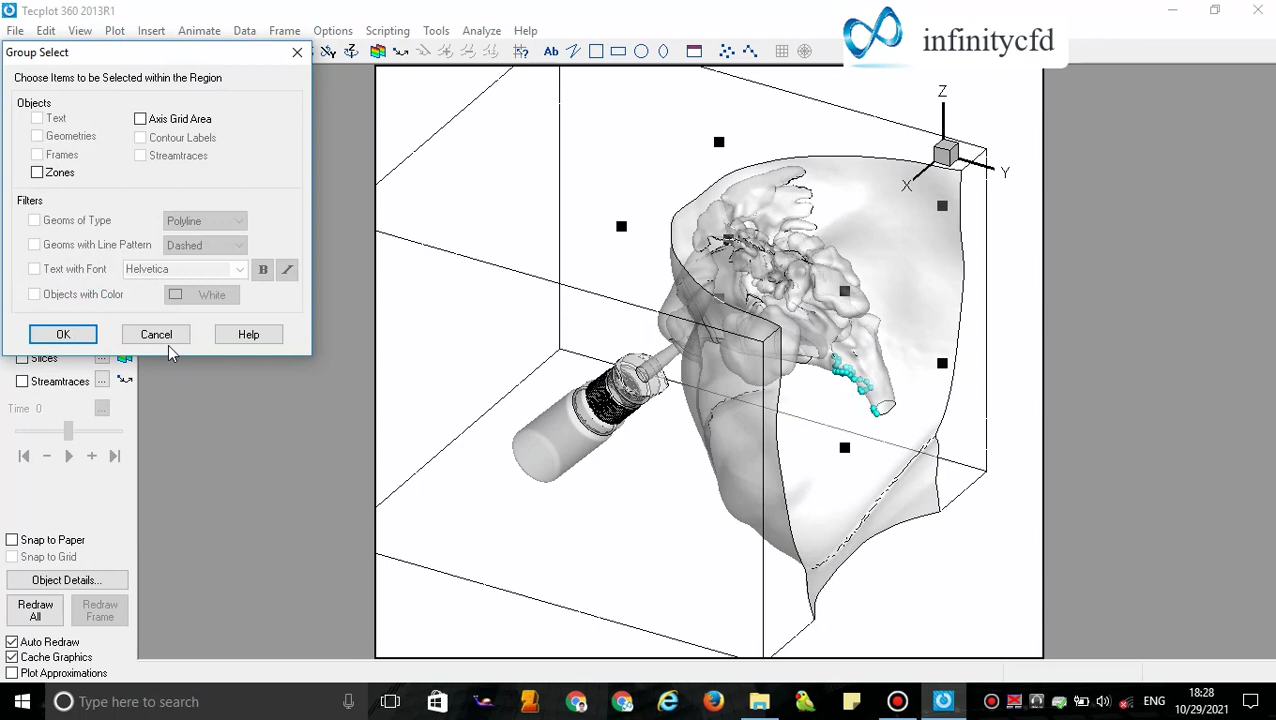 Tecplot 360 2013R1
File Edit View Plot Insert Animate Data Frame Options Scripting Tools Analyze Help
infinitycfd
Group Select
Choose Items to be Selected within the Region
Objects
Text
Axis Grid Area
Geometries
Contour Labels
Frames
Streamtraces
Zones
Filters
Geoms of Type Polyline
Geoms with Line Pattern Dashed
Text with Font Helvetica B I
Objects with Color White
OK Cancel Help
Ab
Z
X
Y
Slices ...
Streamtraces ...
Time 0 ...
Snap to Paper
Snap to Grid
Object Details...
Redraw All
Redraw Frame
Auto Redraw
Cache Graphics
Plot Approximations
Type here to search
ENG
18:28
10/29/2021